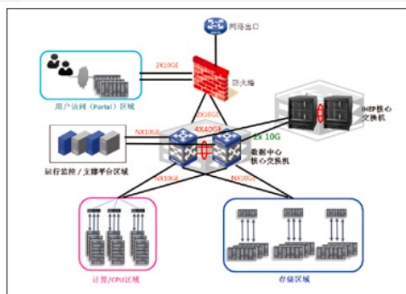 网络出口
2X10GE
防火墙
用户访问（Portal）区域
IHEP核心
交换机
4X40GE
2x 10G
NX10GE
数据中心
核心交换机
运行监控 / 支撑平台区域
NX10GE
NX10GE
计算/CPU区域
存储区域